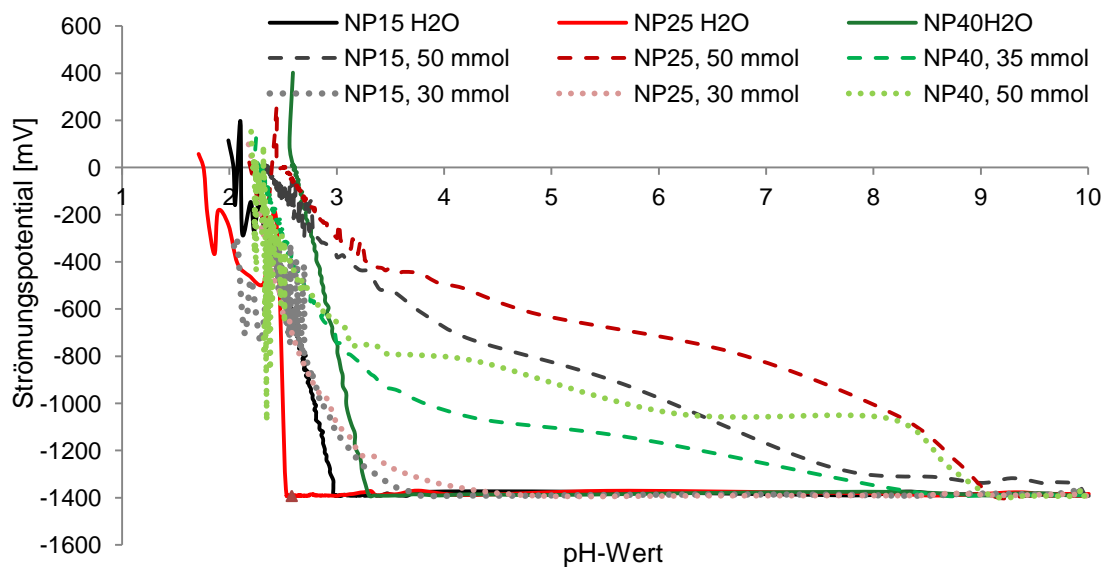 NP15 H2O NP25 H2O NP40H2O
NP15, 50 mmol NP25, 50 mmol NP40, 35 mmol
NP15, 30 mmol NP25, 30 mmol NP40, 50 mmol
600
400
200
0
-200
-400
-600
-800
-1000
-1200
-1400
-1600
Strömungspotential [mV]
1 2 3 4 5 6 7 8 9 10
pH-Wert